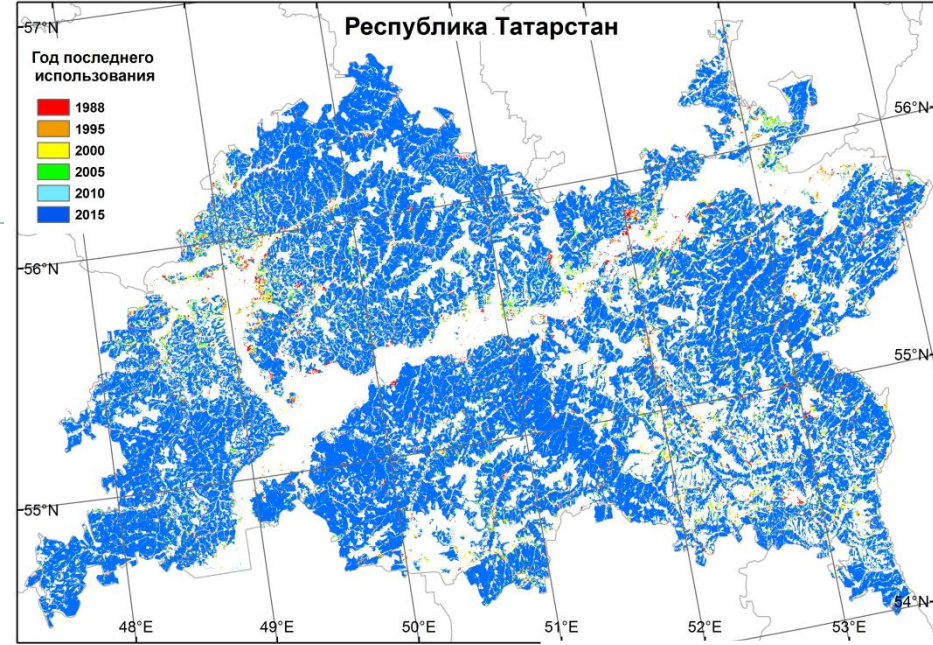 Республика Татарстан
57°N
Год последнего
использования
1988
1995
2000
2005
2010
2015
56°N
56°N
55°N
55°N
54°N
48°E
49°E
50°E
51°E
52°E
53°E